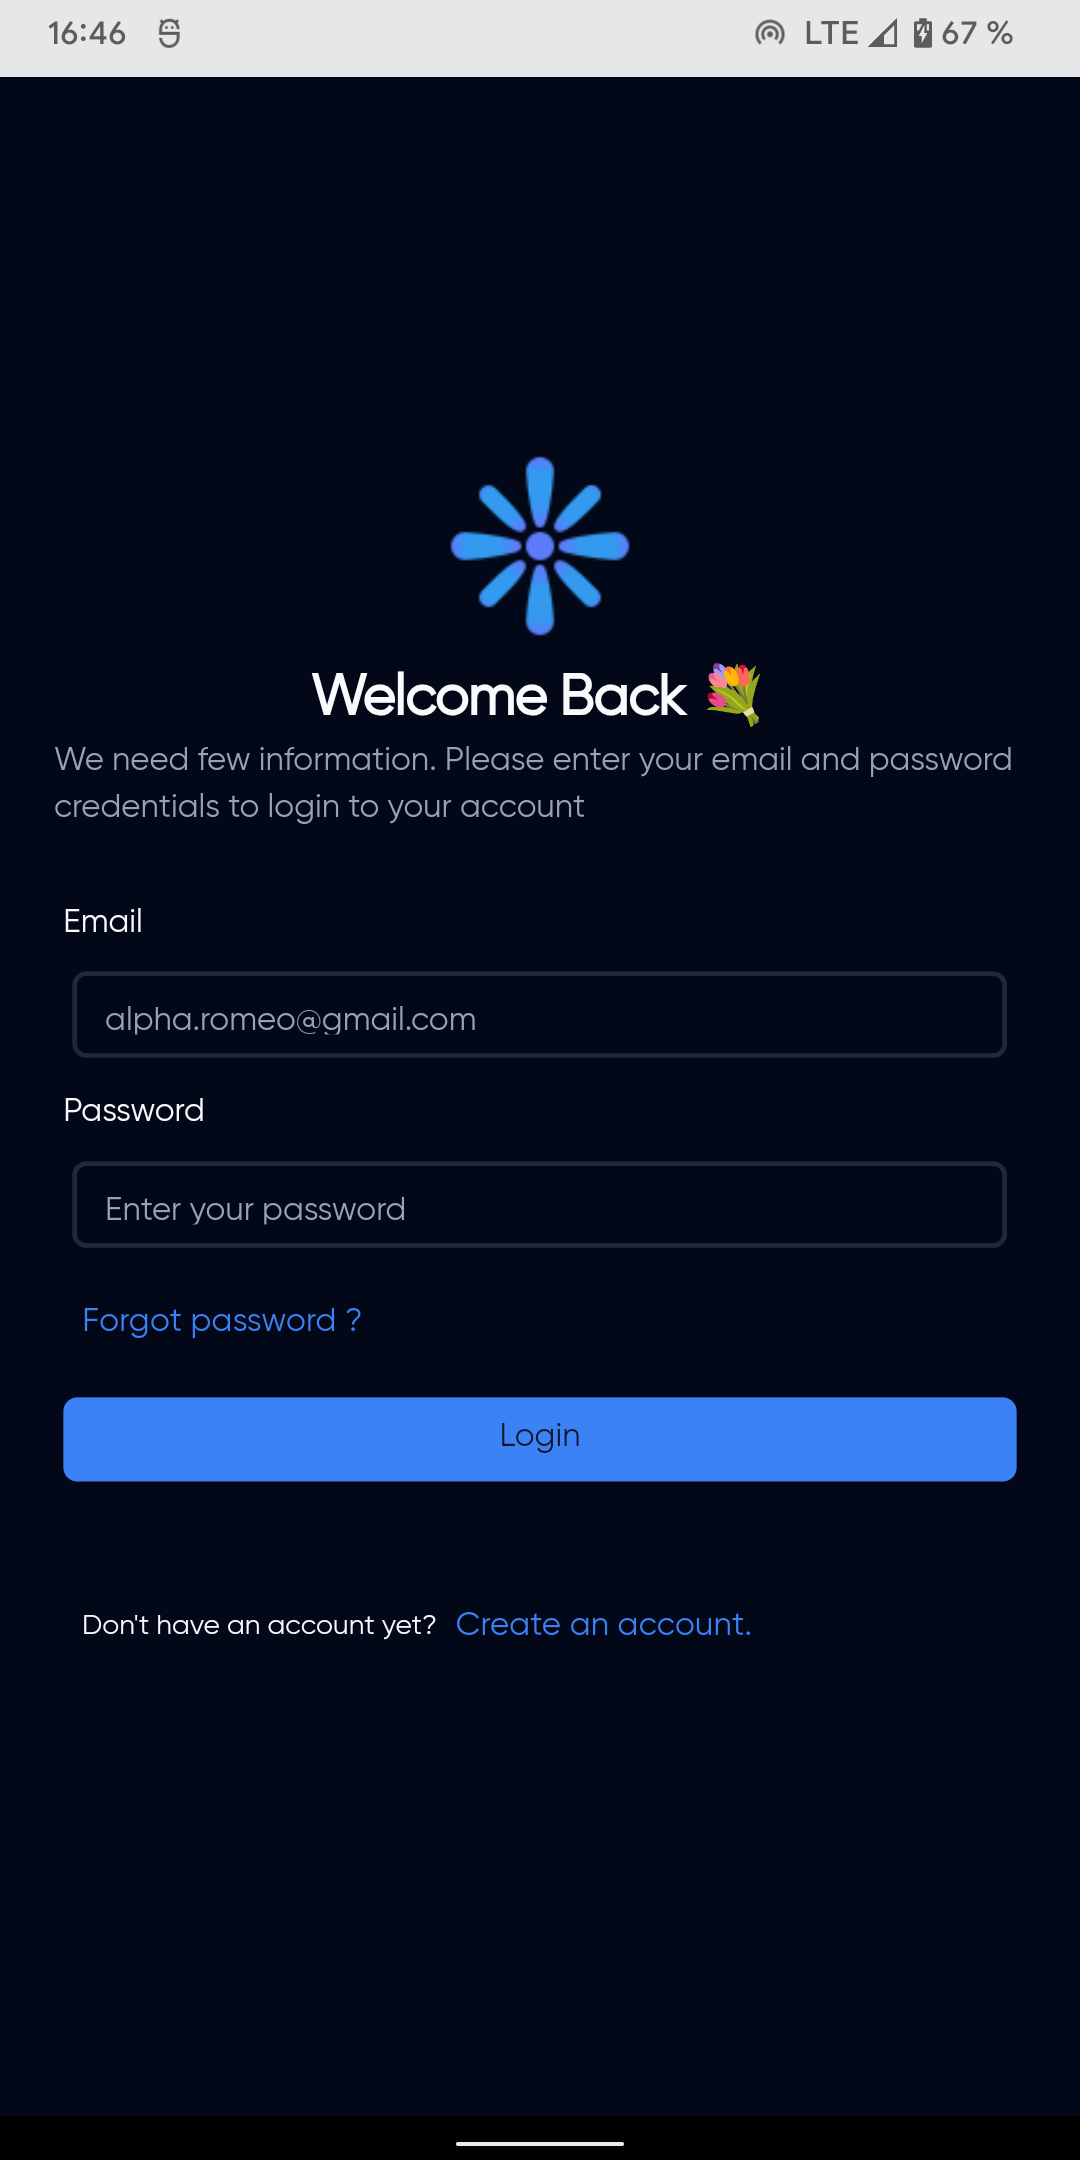 16:46 LTE 67 %
Welcome Back 💐
We need few information. Please enter your email and password
credentials to login to your account
Email
alpha.romeo@gmail.com
Password
Enter your password
Forgot password ?
Login
Don't have an account yet? Create an account.